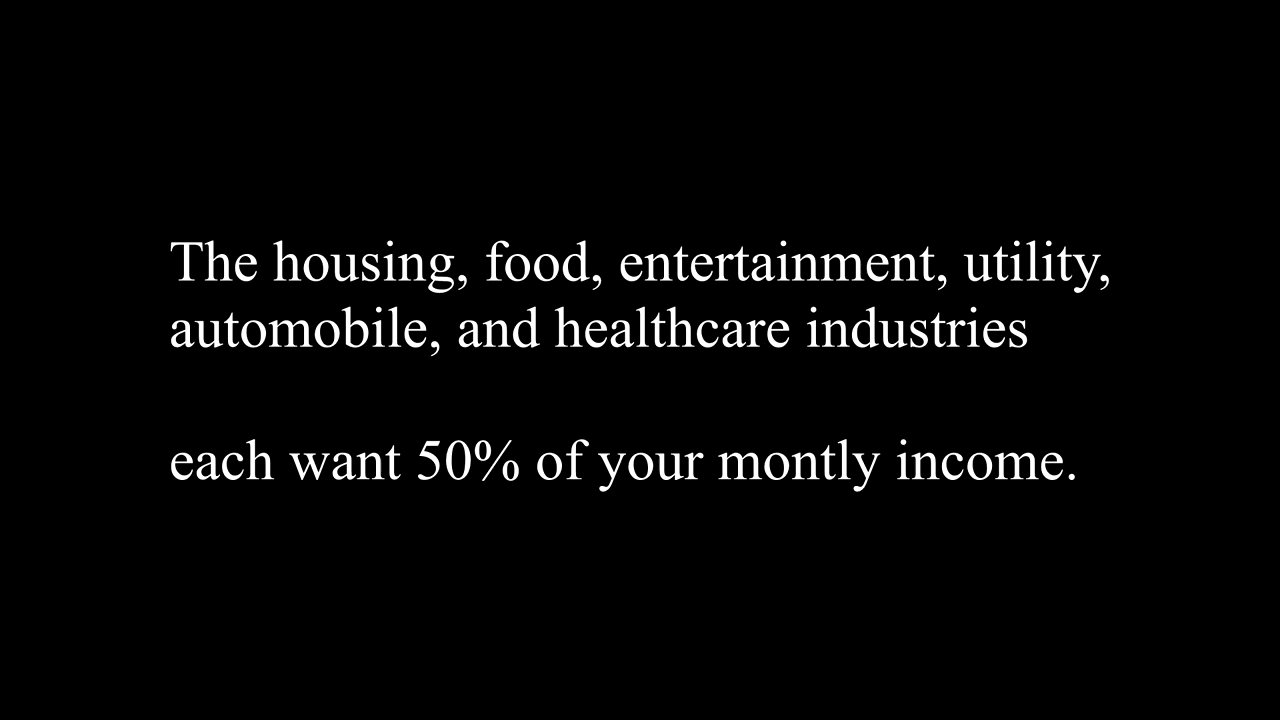 The housing, food, entertainment, utility,
automobile, and healthcare industries
each want 50% of your montly income.